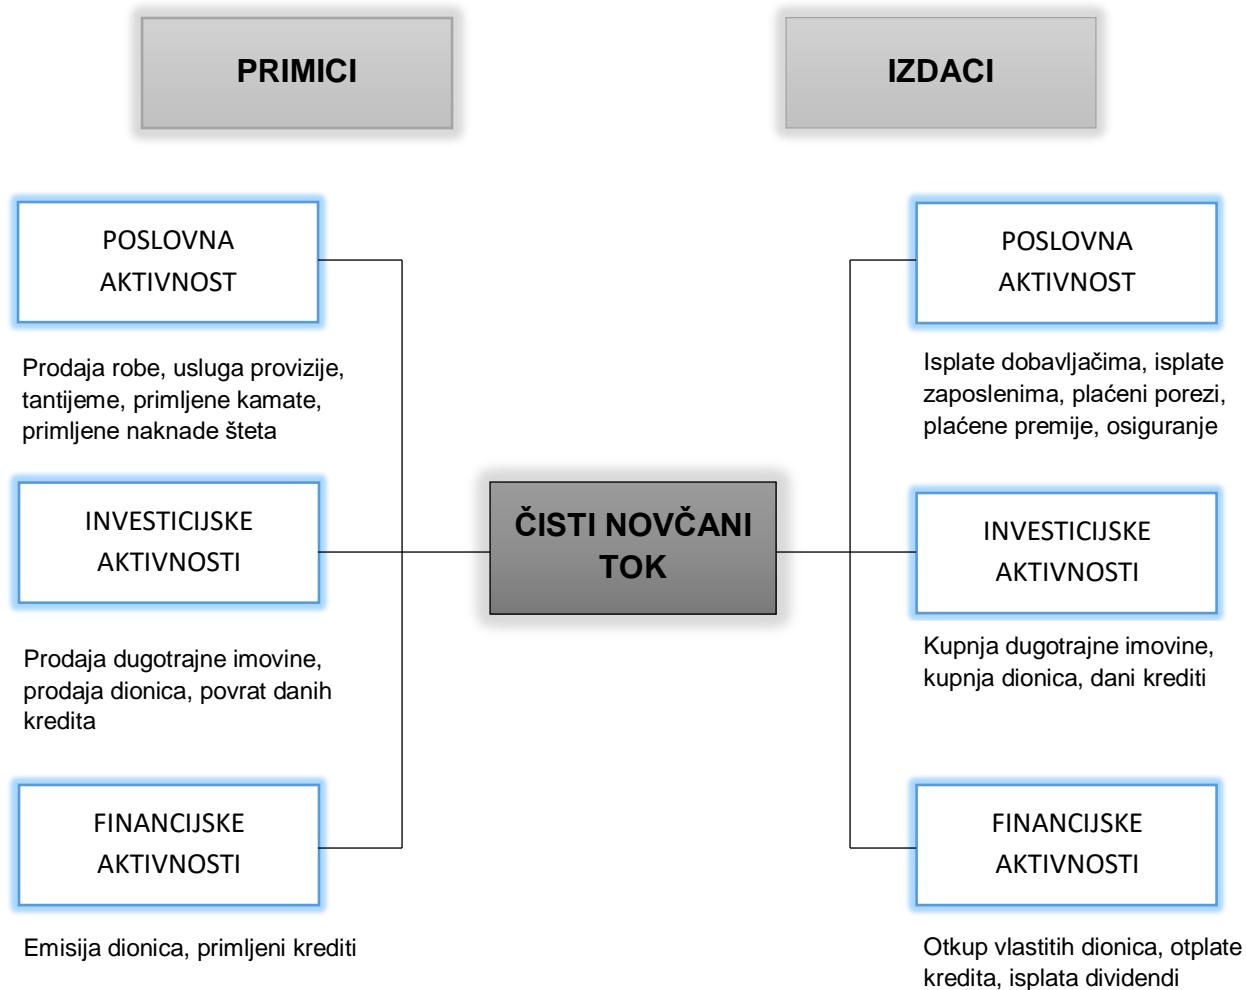 PRIMICI
IZDACI
POSLOVNA
AKTIVNOST
Prodaja robe, usluga provizije,
tantijeme, primljene kamate,
primljene naknade šteta
POSLOVNA
AKTIVNOST
Isplate dobavljačima, isplate
zaposlenima, plaćeni porezi,
plaćene premije, osiguranje
INVESTICIJSKE
AKTIVNOSTI
ČISTI NOVČANI
TOK
INVESTICIJSKE
AKTIVNOSTI
Prodaja dugotrajne imovine,
prodaja dionica, povrat danih
kredita
Kupnja dugotrajne imovine,
kupnja dionica, dani krediti
FINANCIJSKE
AKTIVNOSTI
Emisija dionica, primljeni krediti
FINANCIJSKE
AKTIVNOSTI
Otkup vlastitih dionica, otplate
kredita, isplata dividendi